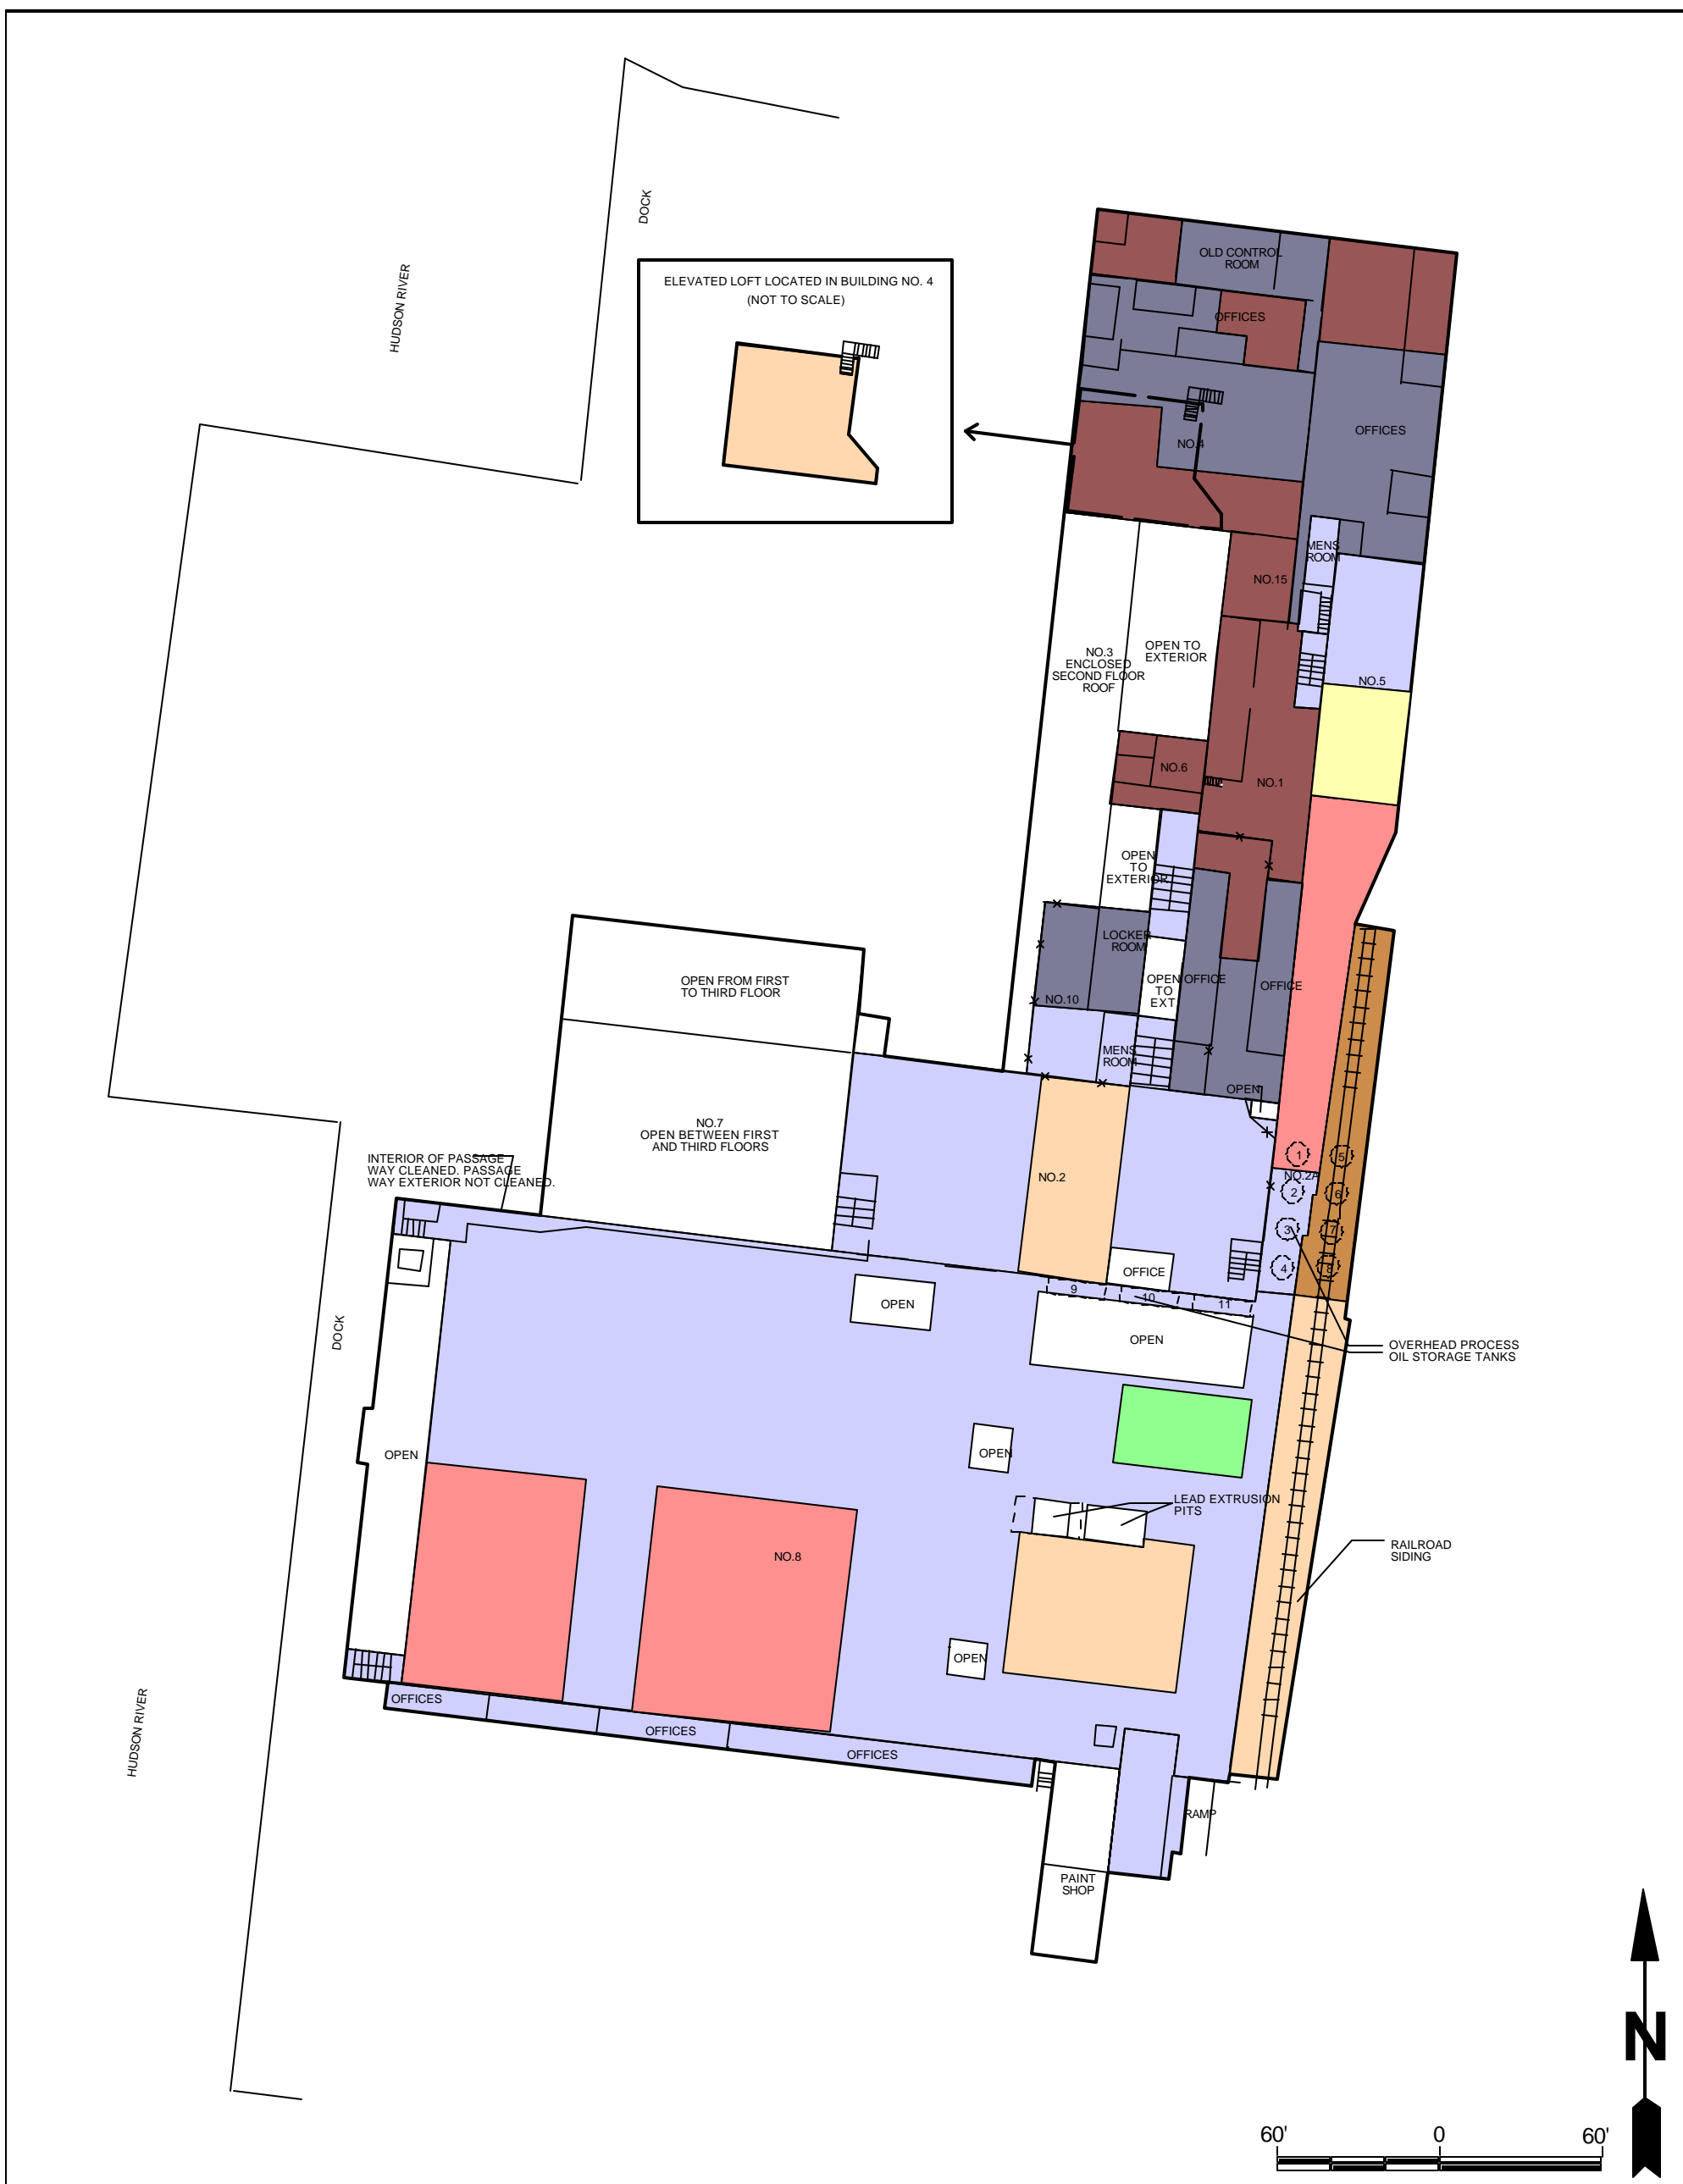 DOCK
HUDSON RIVER
ELEVATED LOFT LOCATED IN BUILDING NO. 4
(NOT TO SCALE)
OLD CONTROL
ROOM
OFFICES
OFFICES
NO.4
MENS
ROOM
NO.15
NO.3
ENCLOSED
SECOND FLOOR
ROOF
OPEN TO
EXTERIOR
NO.5
NO.6
NO.1
OPEN
TO
EXTERIOR
LOCKER
ROOM
OPEN
TO
EXT
OFFICE
OFFICE
NO.10
OPEN FROM FIRST
TO THIRD FLOOR
MENS
ROOM
OPEN
NO.7
OPEN BETWEEN FIRST
AND THIRD FLOORS
INTERIOR OF PASSAGE
WAY CLEANED. PASSAGE
WAY EXTERIOR NOT CLEANED.
NO.2
NO.2A
1
2
3
4
5
6
7
8
OFFICE
9
10
11
OPEN
OPEN
OVERHEAD PROCESS
OIL STORAGE TANKS
DOCK
OPEN
OPEN
LEAD EXTRUSION
PITS
RAILROAD
SIDING
NO.8
OPEN
HUDSON RIVER
OFFICES
OFFICES
OFFICES
RAMP
PAINT
SHOP
N
60' 0 60'